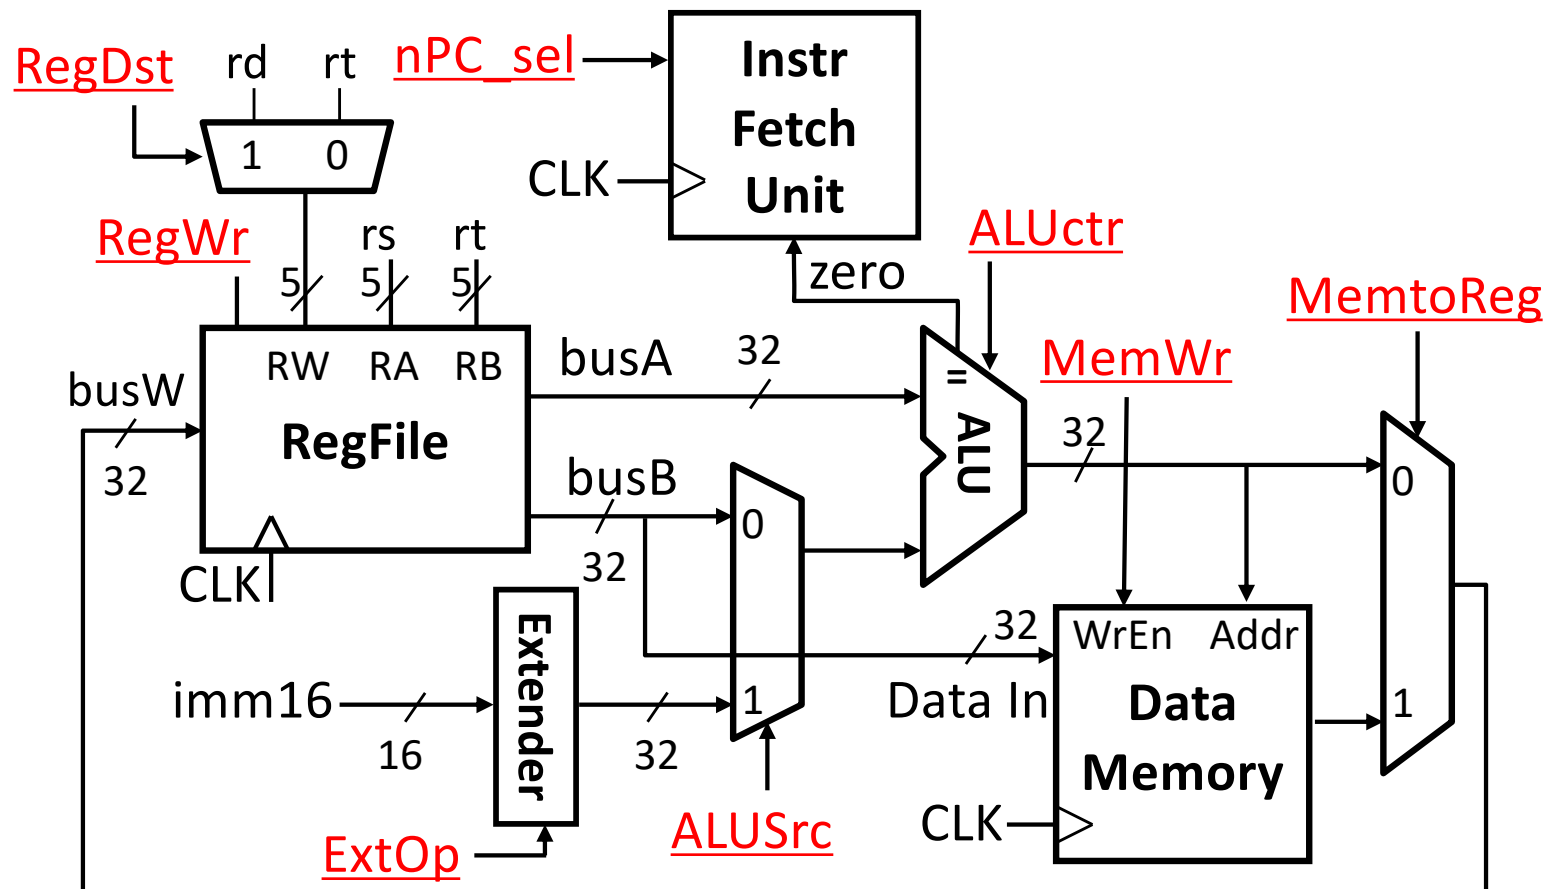 RegDst
rd
rt
1
0
nPC_sel
Instr
Fetch
Unit
CLK
RegWr
rs
rt
5
5
5
zero
ALUctr
MemtoReg
RW
RA
RB
busW
32
RegFile
CLK
busA
32
busB
32
=
ALU
MemWr
32
0
1
0
1
imm16
16
Extender
32
ExtOp
ALUSrc
32
Data In
WrEn
Addr
Data
Memory
CLK